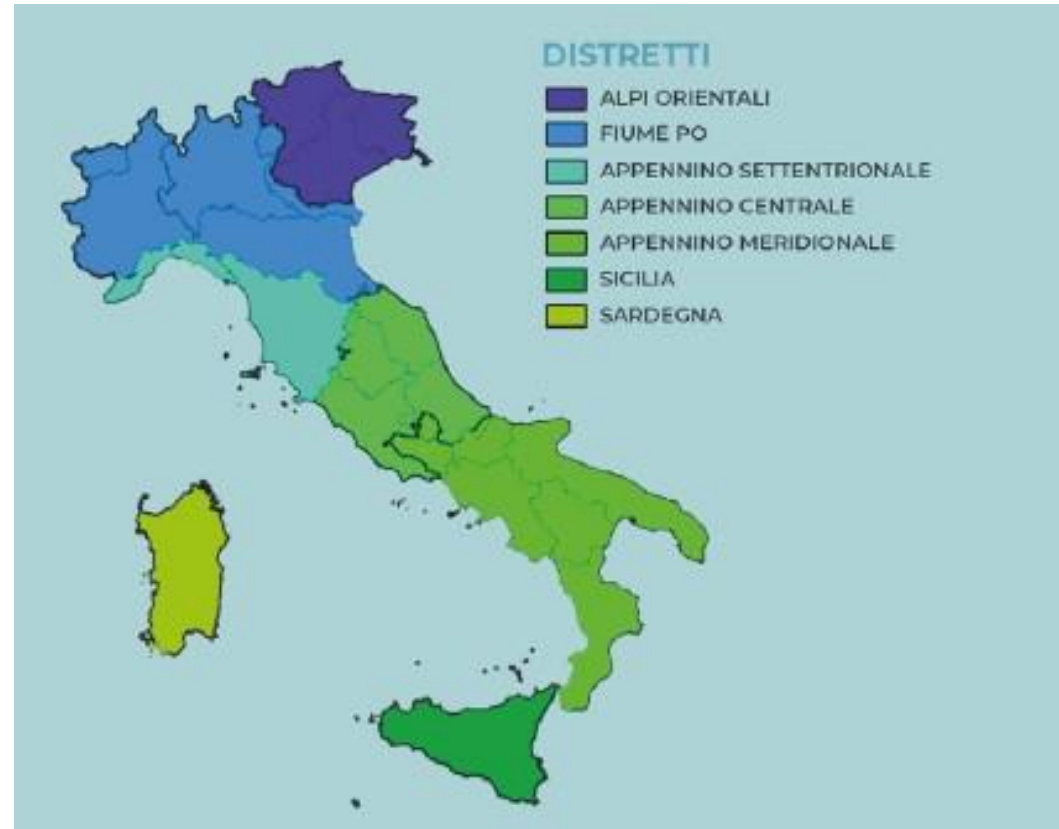 DISTRETTI
ALPI ORIENTALI
FIUME PO
APPENNINO SETTENTRIONALE
APPENNINO CENTRALE
APPENNINO MERIDIONALE
SICILIA
SARDEGNA